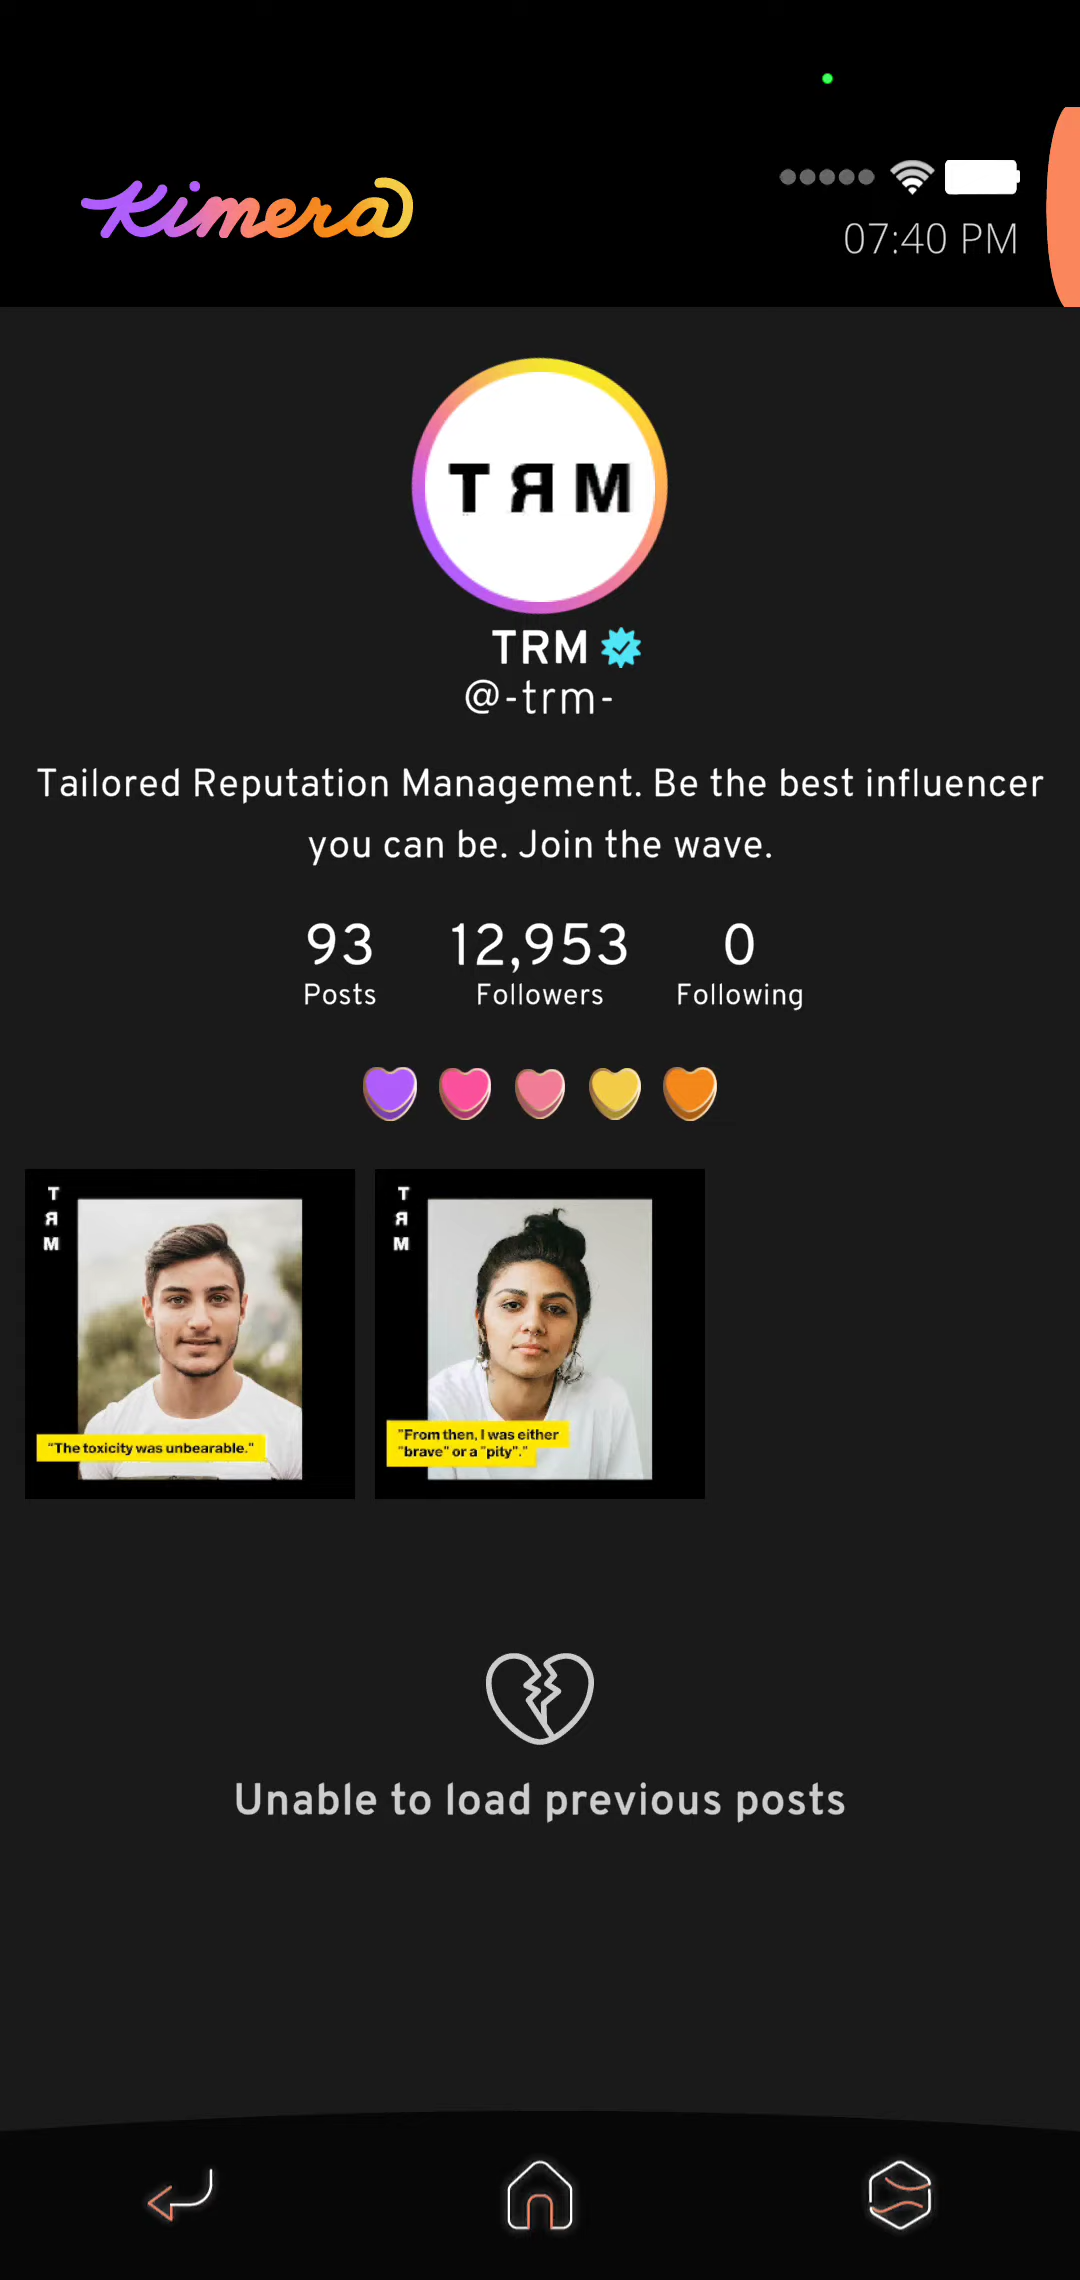 Kimera
07:40 PM
TЯM
TRM
@-trm-
Tailored Reputation Management. Be the best influencer
you can be. Join the wave.
93 12,953 0
Posts Followers Following
T
Я
M
"The toxicity was unbearable."
T
Я
M
"From then, I was either
"brave" or a "pity"."
Unable to load previous posts